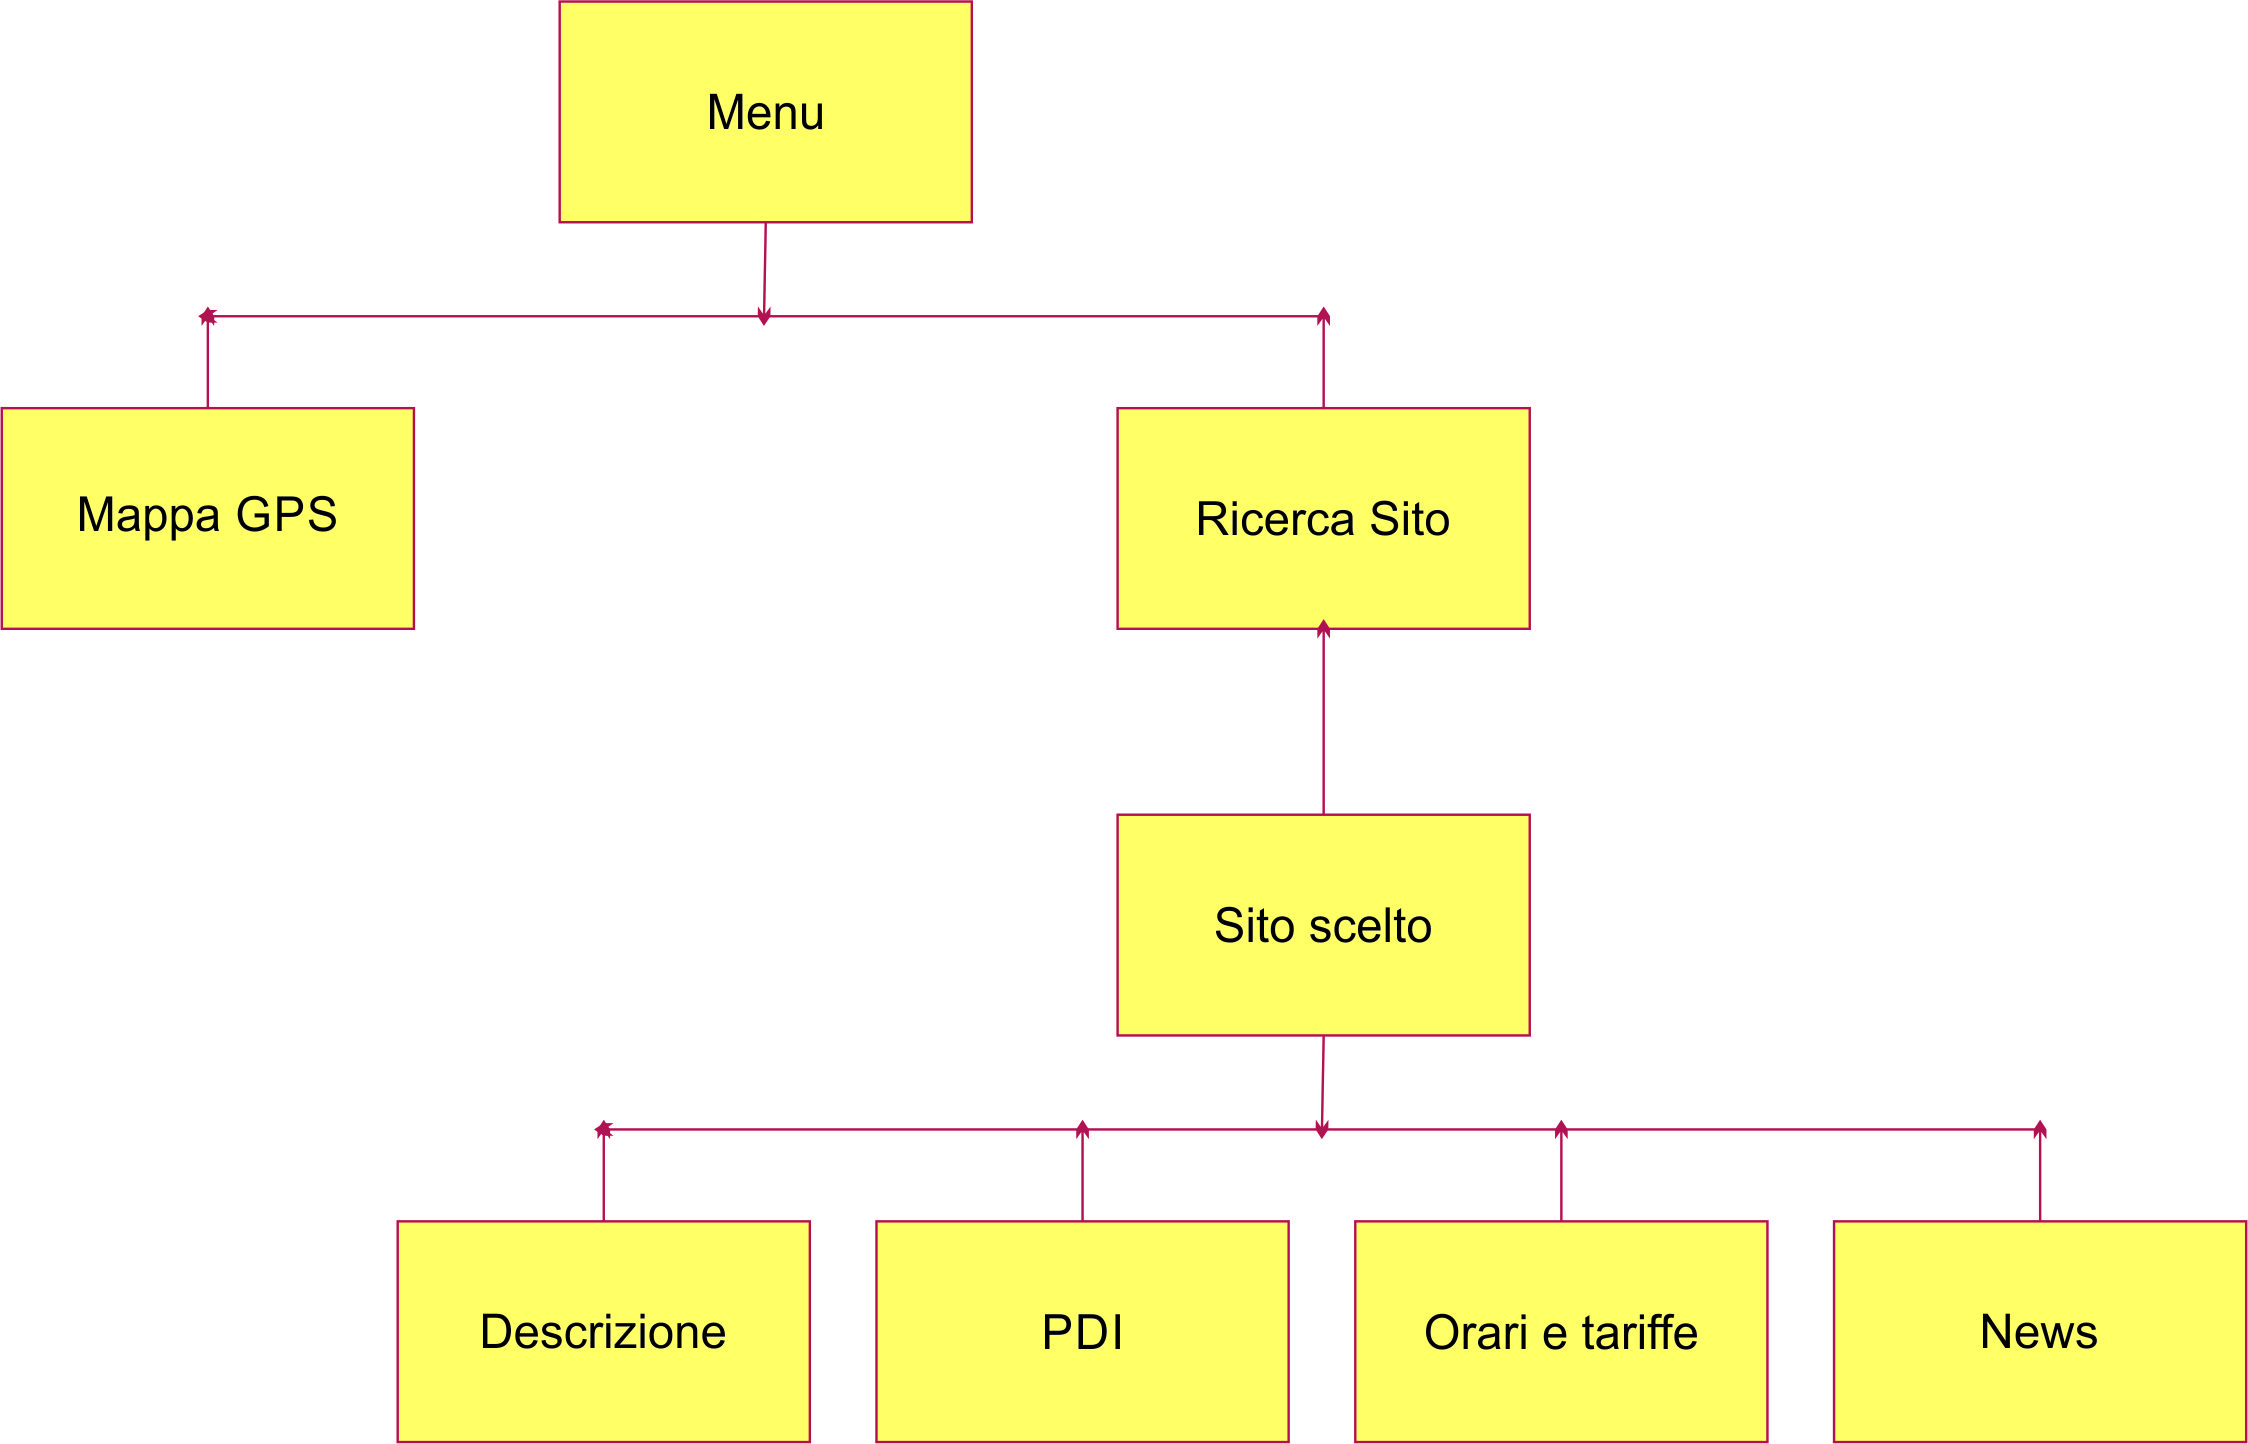 Menu
Mappa GPS
Ricerca Sito
Sito scelto
Descrizione
PDI
Orari e tariffe
News